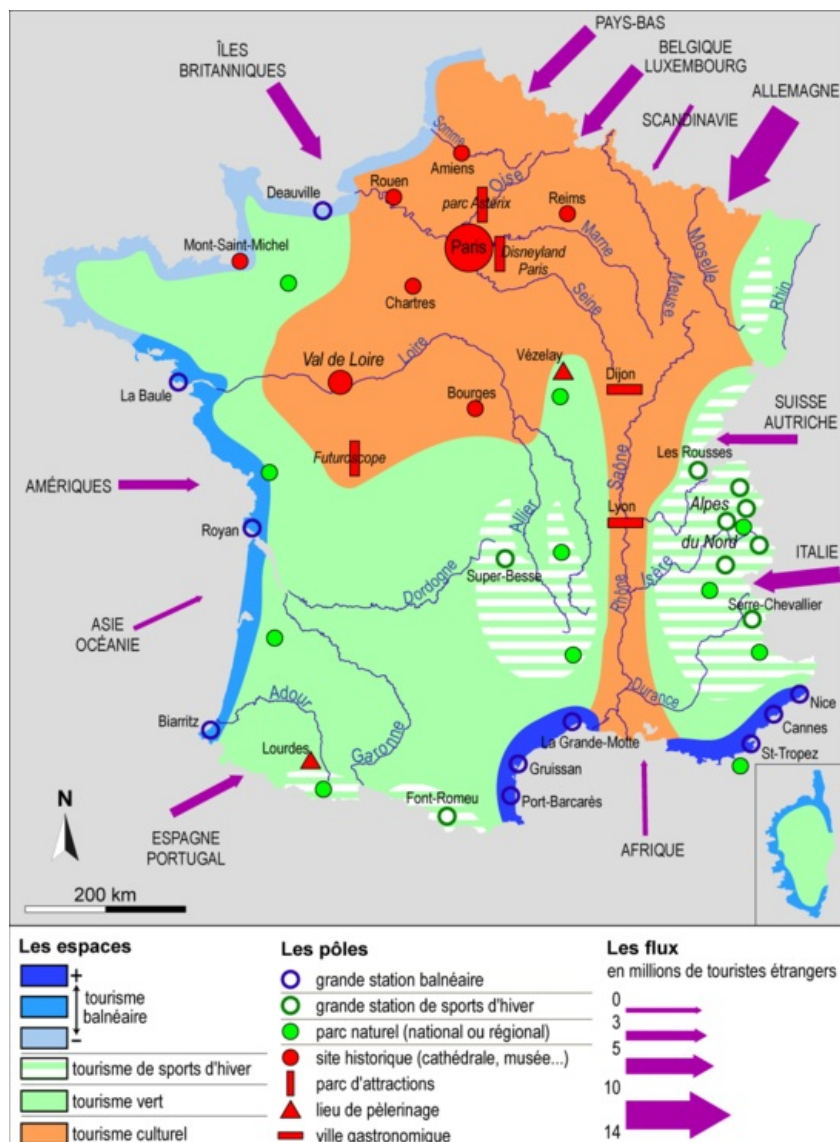 PAYS-BAS
ÎLES
BRITANNIQUES
BELGIQUE
LUXEMBOURG
ALLEMAGNE
SCANDINAVIE
Somme
Amiens
Oise
Deauville
Rouen
parc Astérix
Reims
Mont-Saint-Michel
Paris
Disneyland
Paris
Marne
Moselle
Meuse
Rhin
Chartres
Seine
Val de Loire
Loire
Vézelay
Dijon
La Baule
Bourges
SUISSE
AUTRICHE
Futuroscope
Saône
Les Rousses
AMÉRIQUES
Allier
Lyon
Alpes
du Nord
Royan
Super-Besse
Dordogne
Rhône
Isère
ITALIE
Serre-Chevallier
ASIE
OCÉANIE
Durance
Nice
Biarritz
Adour
Garonne
La Grande-Motte
Cannes
Lourdes
Gruissan
St-Tropez
Font-Romeu
Port-Barcarès
N
ESPAGNE
PORTUGAL
AFRIQUE
200 km
Les espaces
+
tourisme
balnéaire
-
tourisme de sports d'hiver
tourisme vert
tourisme culturel
Les pôles
grande station balnéaire
grande station de sports d'hiver
parc naturel (national ou régional)
site historique (cathédrale, musée...)
parc d'attractions
lieu de pèlerinage
ville gastronomique
Les flux
en millions de touristes étrangers
0
3
5
10
14